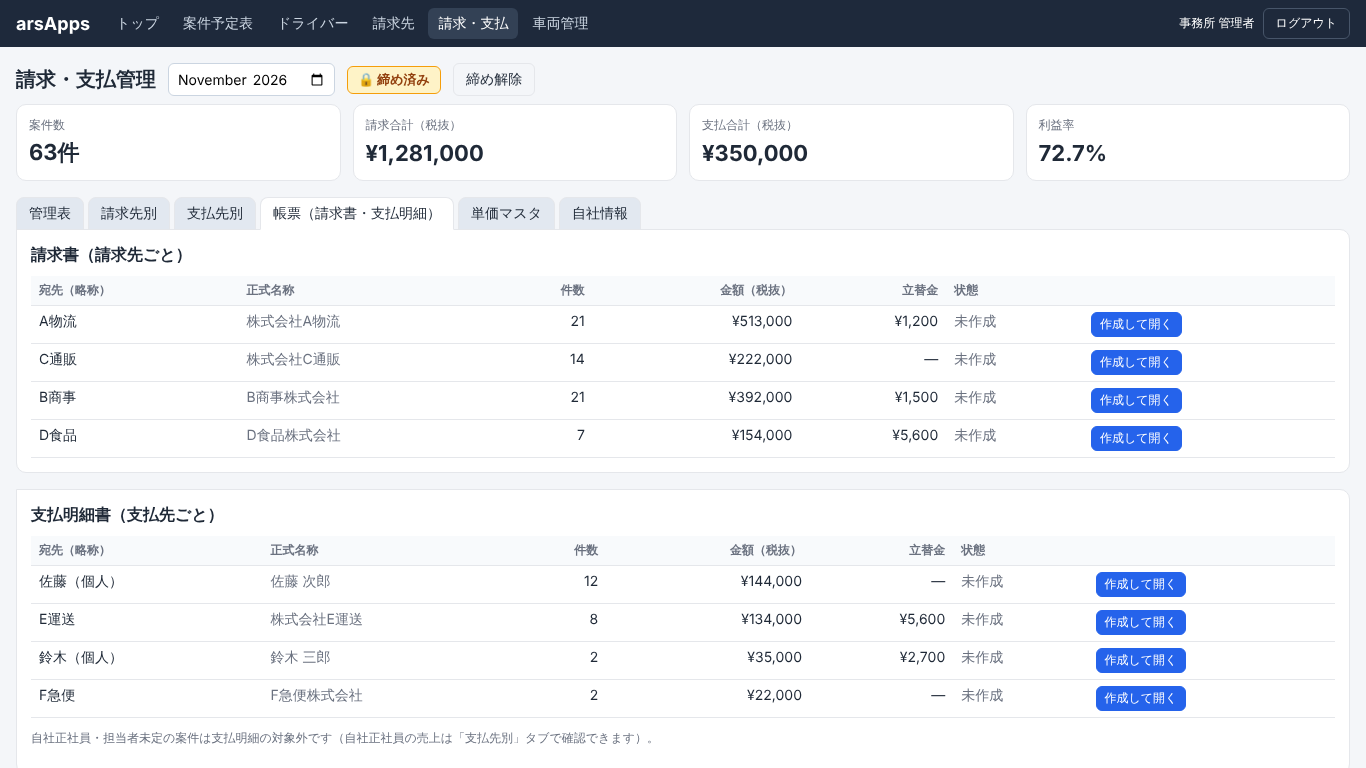 arsApps トップ 案件予定表 ドライバー 請求先 請求・支払 車両管理 事務所 管理者 ログアウト
請求・支払管理 November 2026 🔒 締め済み 締め解除
案件数 請求合計（税抜） 支払合計（税抜） 利益率
63件 ¥1,281,000 ¥350,000 72.7%
管理表 請求先別 支払先別 帳票（請求書・支払明細） 単価マスタ 自社情報
請求書（請求先ごと）
宛先（略称） 正式名称 件数 金額（税抜） 立替金 状態
A物流 株式会社A物流 21 ¥513,000 ¥1,200 未作成 作成して開く
C通販 株式会社C通販 14 ¥222,000 — 未作成 作成して開く
B商事 B商事株式会社 21 ¥392,000 ¥1,500 未作成 作成して開く
D食品 D食品株式会社 7 ¥154,000 ¥5,600 未作成 作成して開く
支払明細書（支払先ごと）
宛先（略称） 正式名称 件数 金額（税抜） 立替金 状態
佐藤（個人） 佐藤 次郎 12 ¥144,000 — 未作成 作成して開く
E運送 株式会社E運送 8 ¥134,000 ¥5,600 未作成 作成して開く
鈴木（個人） 鈴木 三郎 2 ¥35,000 ¥2,700 未作成 作成して開く
F急便 F急便株式会社 2 ¥22,000 — 未作成 作成して開く
自社正社員・担当者未定の案件は支払明細の対象外です（自社正社員の売上は「支払先別」タブで確認できます）。